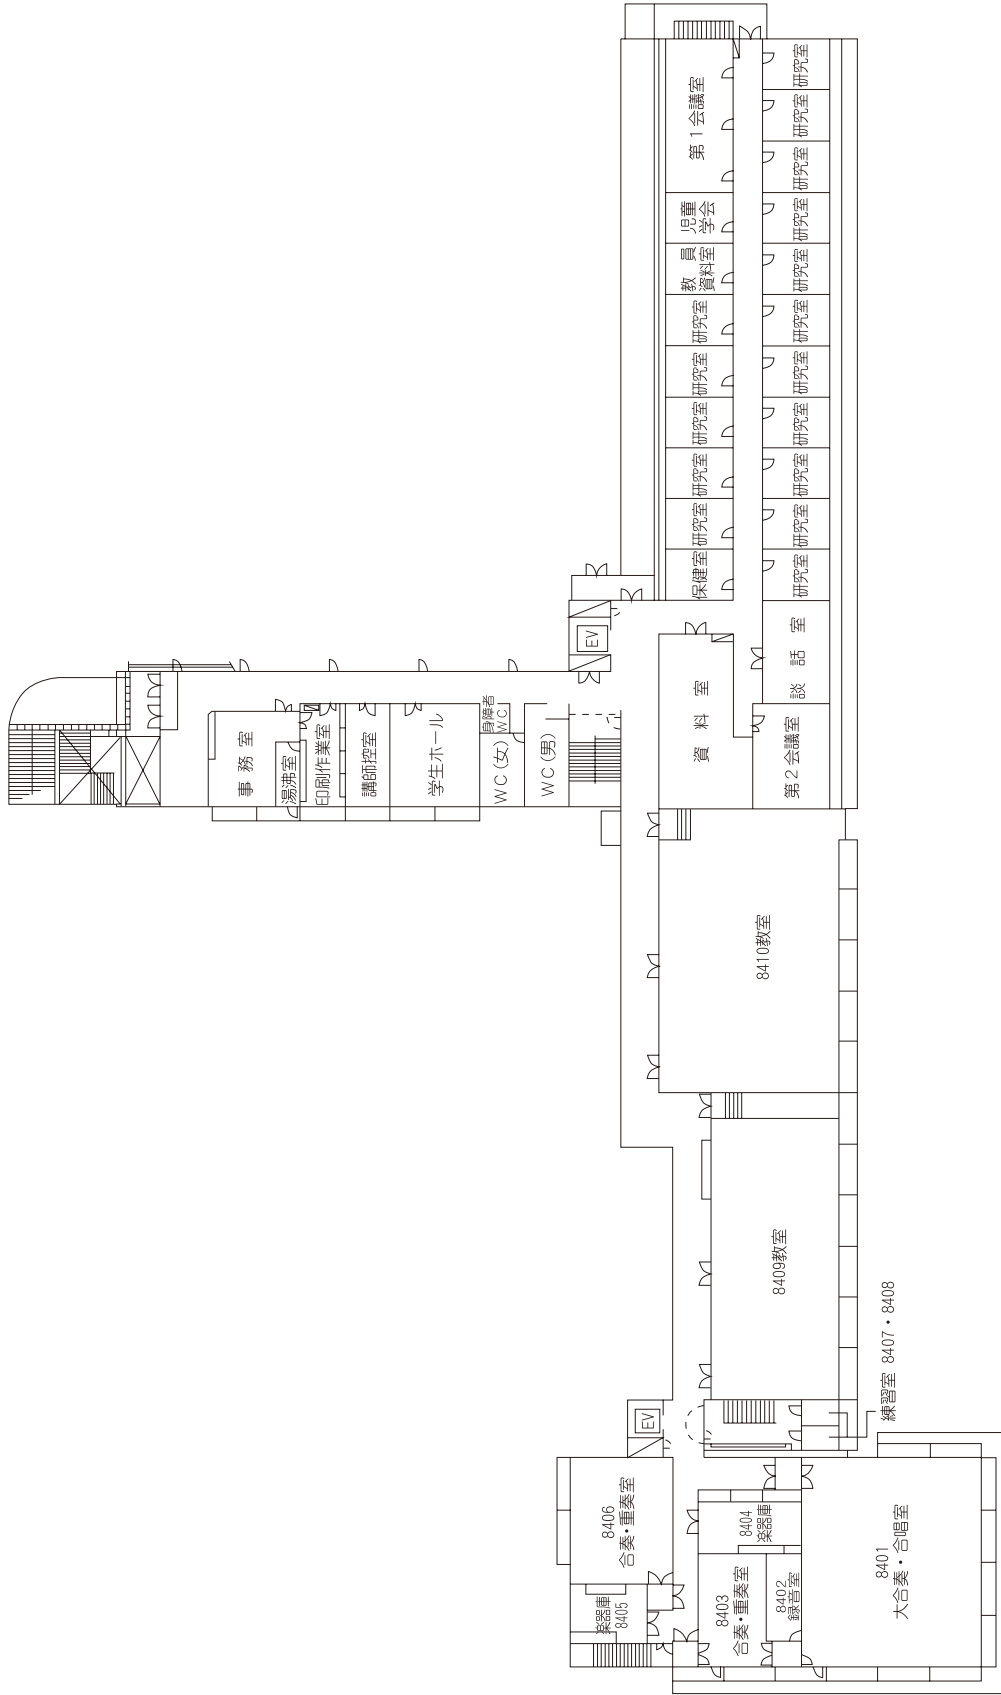 第１会議室
児童
学会
教員
資料室
研究室
研究室
研究室
研究室
研究室
保健室
研究室
研究室
研究室
研究室
研究室
研究室
研究室
研究室
研究室
研究室
研究室
談話室
第２会議室
資料室
EV
事務室
湯沸室
印刷作業室
講師控室
学生ホール
身障者
ＷＣ
ＷＣ(女)
ＷＣ(男)
8410教室
8409教室
練習室 8407・8408
EV
8406
合奏・重奏室
楽器庫
8405
8404
楽器庫
8403
合奏・重奏室
8402
録音室
8401
大合奏・合唱室